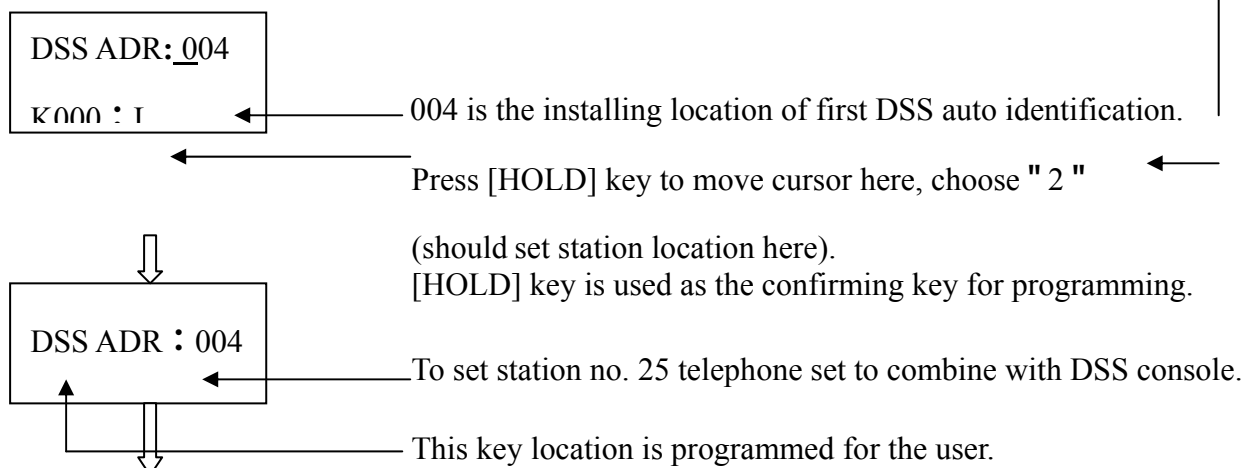 DSS ADR: 004
004 is the installing location of first DSS auto identification.
Press [HOLD] key to move cursor here, choose " 2 "
(should set station location here).
[HOLD] key is used as the confirming key for programming.
DSS ADR : 004
To set station no. 25 telephone set to combine with DSS console.
This key location is programmed for the user.